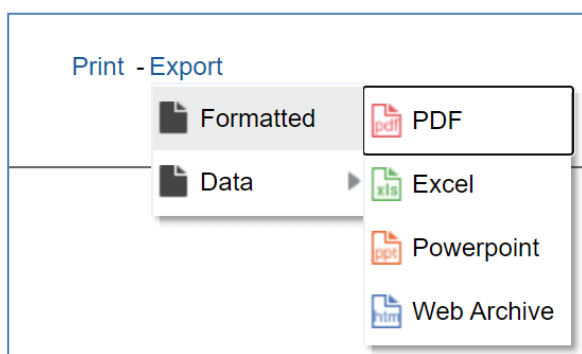 Print - Export
Formatted
Data
pdf PDF
xls Excel
ppt Powerpoint
htm Web Archive